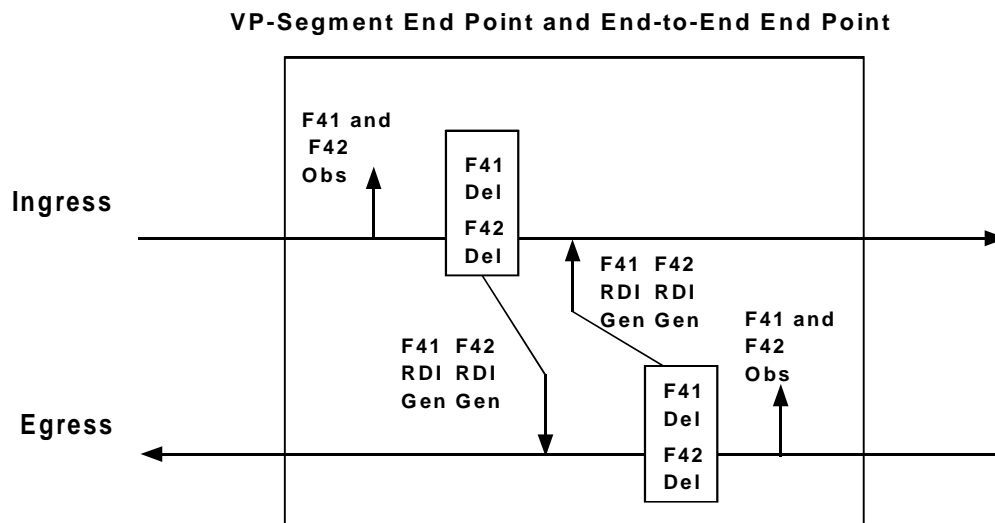 VP-Segment End Point and End-to-End End Point
F41 and
F42
Obs
F41
Del
F42
Del
Ingress
F41 F42
RDI RDI
Gen Gen
F41 and
F42
Obs
F41 F42
RDI RDI
Gen Gen
F41
Del
F42
Del
Egress